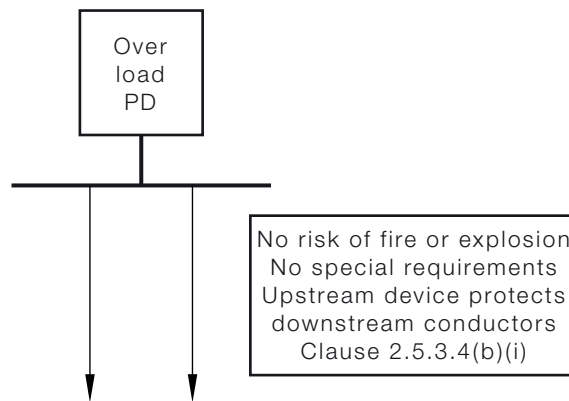 Over
load
PD
No risk of fire or explosion
No special requirements
Upstream device protects
downstream conductors
Clause 2.5.3.4(b)(i)